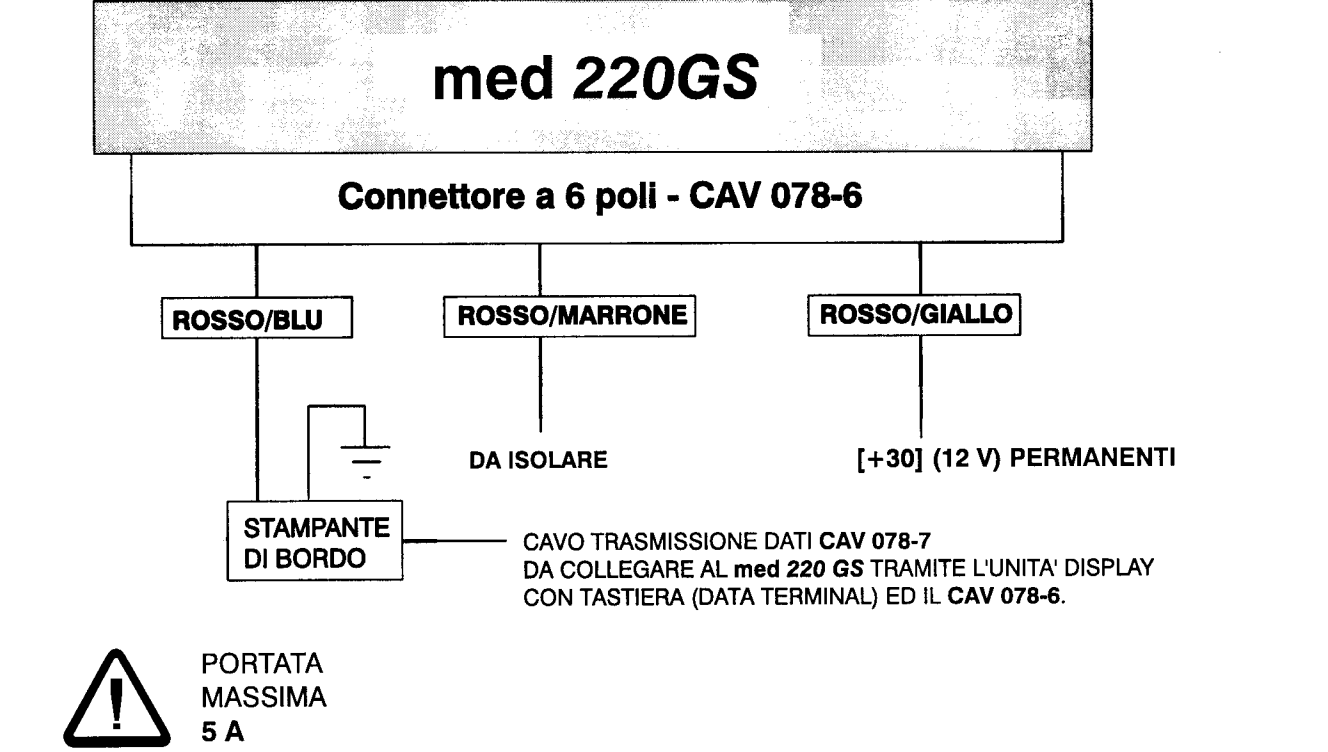 med 220GS
Connettore a 6 poli - CAV 078-6
ROSSO/BLU
ROSSO/MARRONE
ROSSO/GIALLO
DA ISOLARE
[+30] (12 V) PERMANENTI
STAMPANTE
DI BORDO
CAVO TRASMISSIONE DATI CAV 078-7
DA COLLEGARE AL med 220 GS TRAMITE L'UNITA' DISPLAY
CON TASTIERA (DATA TERMINAL) ED IL CAV 078-6.
!
PORTATA
MASSIMA
5 A